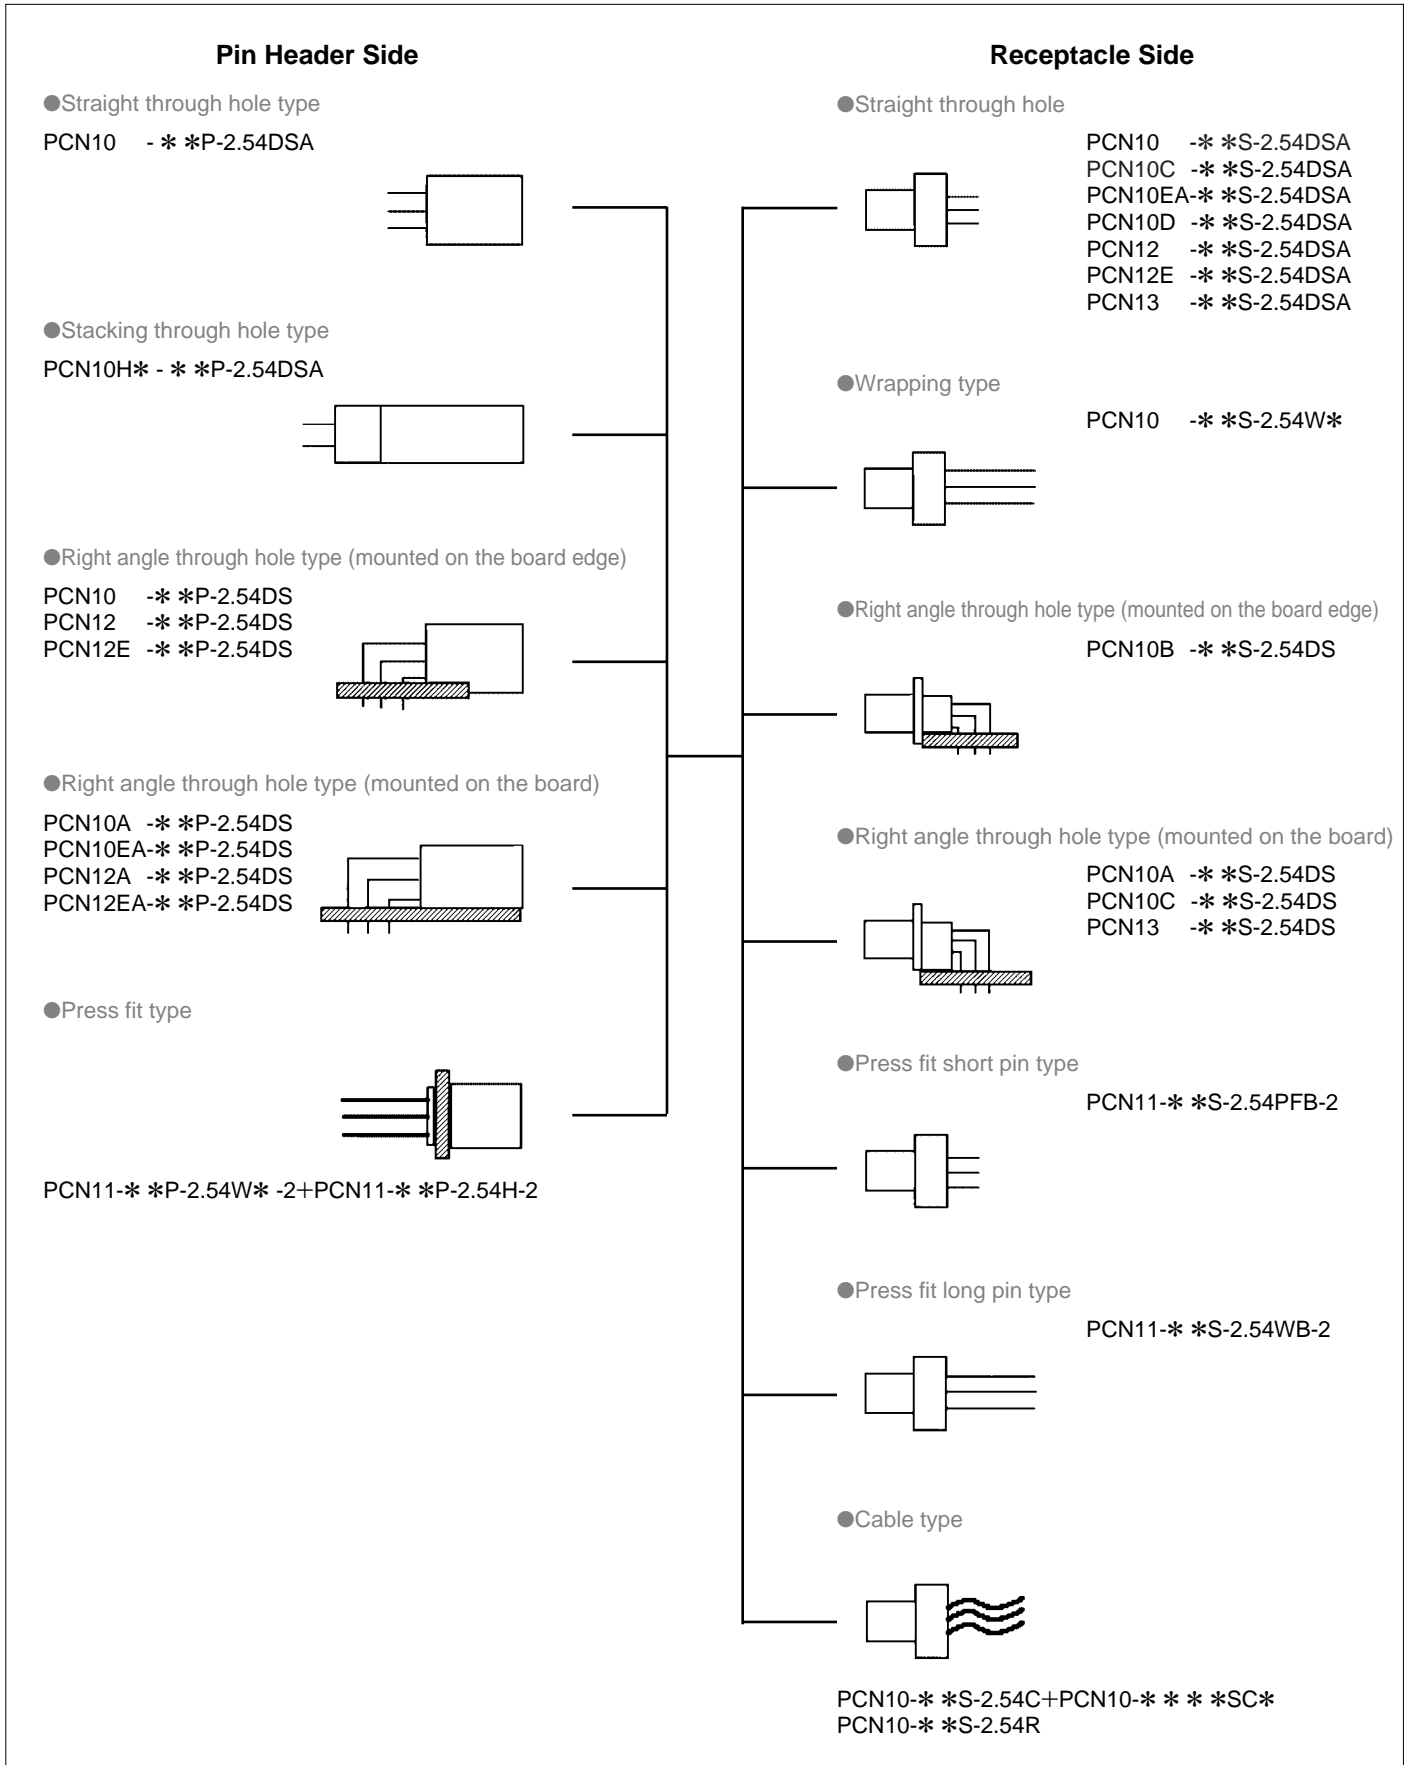 Pin Header Side
●Straight through hole type
PCN10 - ＊ ＊P-2.54DSA
●Stacking through hole type
PCN10H＊ - ＊ ＊P-2.54DSA
●Right angle through hole type (mounted on the board edge)
PCN10 -＊ ＊P-2.54DS
PCN12 -＊ ＊P-2.54DS
PCN12E -＊ ＊P-2.54DS
●Right angle through hole type (mounted on the board)
PCN10A -＊ ＊P-2.54DS
PCN10EA-＊ ＊P-2.54DS
PCN12A -＊ ＊P-2.54DS
PCN12EA-＊ ＊P-2.54DS
●Press fit type
PCN11-＊ ＊P-2.54W＊ -2+PCN11-＊ ＊P-2.54H-2
Receptacle Side
●Straight through hole
PCN10 -＊ ＊S-2.54DSA
PCN10C -＊ ＊S-2.54DSA
PCN10EA-＊ ＊S-2.54DSA
PCN10D -＊ ＊S-2.54DSA
PCN12 -＊ ＊S-2.54DSA
PCN12E -＊ ＊S-2.54DSA
PCN13 -＊ ＊S-2.54DSA
●Wrapping type
PCN10 -＊ ＊S-2.54W＊
●Right angle through hole type (mounted on the board edge)
PCN10B -＊ ＊S-2.54DS
●Right angle through hole type (mounted on the board)
PCN10A -＊ ＊S-2.54DS
PCN10C -＊ ＊S-2.54DS
PCN13 -＊ ＊S-2.54DS
●Press fit short pin type
PCN11-＊ ＊S-2.54PFB-2
●Press fit long pin type
PCN11-＊ ＊S-2.54WB-2
●Cable type
PCN10-＊ ＊S-2.54C+PCN10-＊ ＊ ＊ ＊SC＊
PCN10-＊ ＊S-2.54R